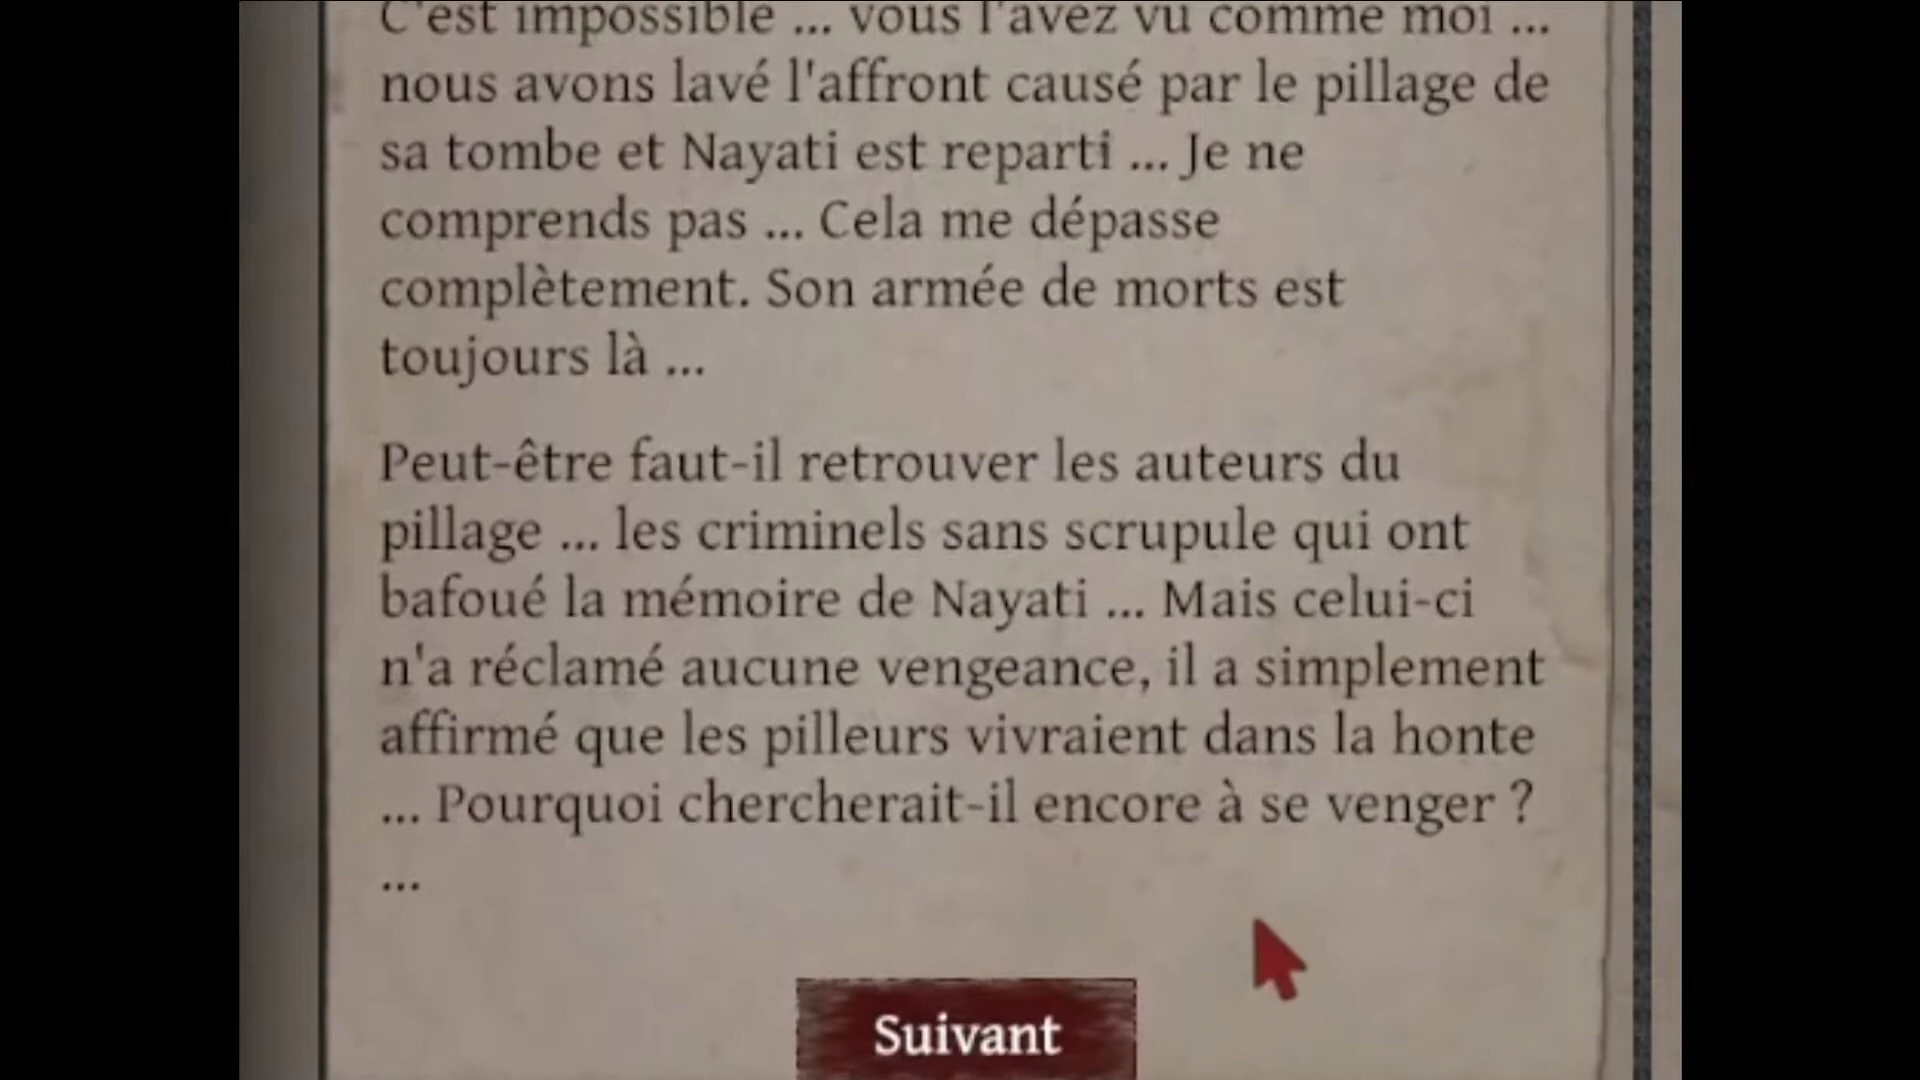 C'est impossible ... vous l'avez vu comme moi ...
nous avons lavé l'affront causé par le pillage de
sa tombe et Nayati est reparti ... Je ne
comprends pas ... Cela me dépasse
complètement. Son armée de morts est
toujours là ...
Peut-être faut-il retrouver les auteurs du
pillage ... les criminels sans scrupule qui ont
bafoué la mémoire de Nayati ... Mais celui-ci
n'a réclamé aucune vengeance, il a simplement
affirmé que les pilleurs vivraient dans la honte
... Pourquoi chercherait-il encore à se venger ?
...
Suivant